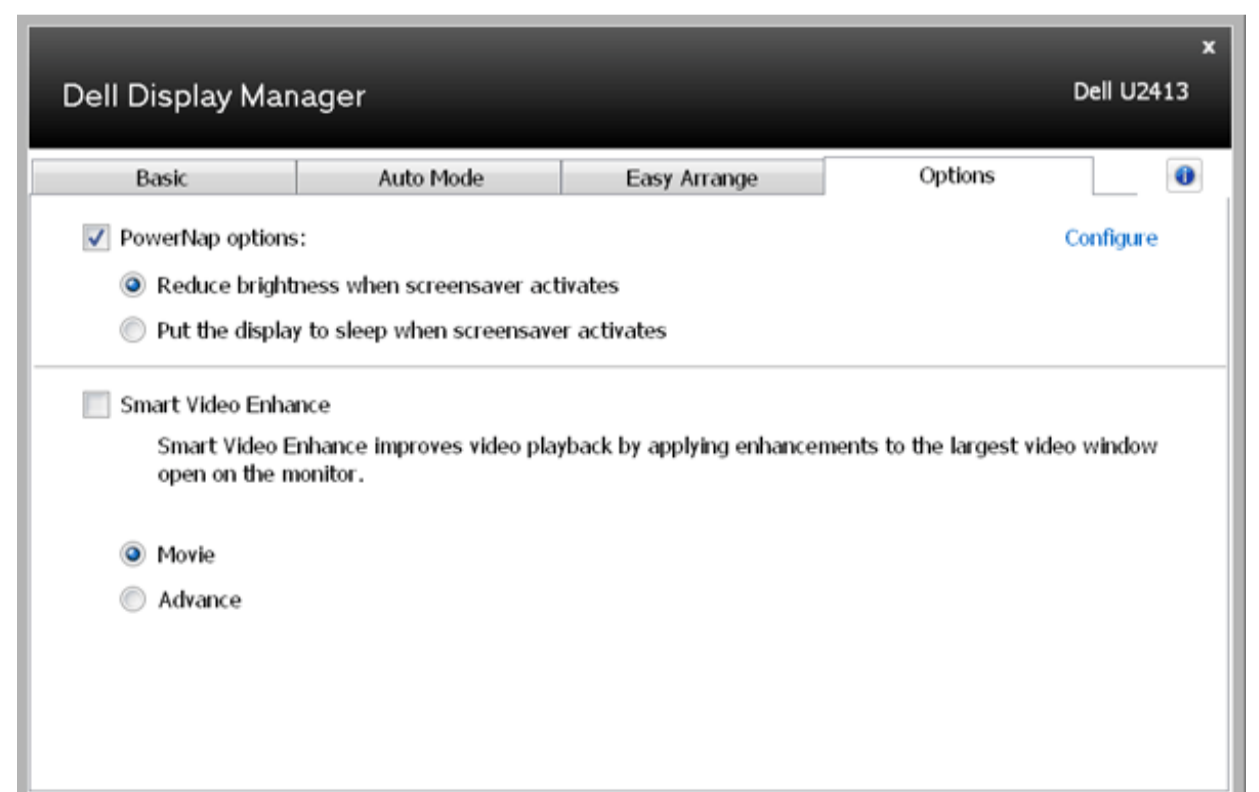 x
Dell Display Manager
Dell U2413
Basic
Auto Mode
Easy Arrange
Options
PowerNap options:
Configure
Reduce brightness when screensaver activates
Put the display to sleep when screensaver activates
Smart Video Enhance
Smart Video Enhance improves video playback by applying enhancements to the largest video window
open on the monitor.
Movie
Advance